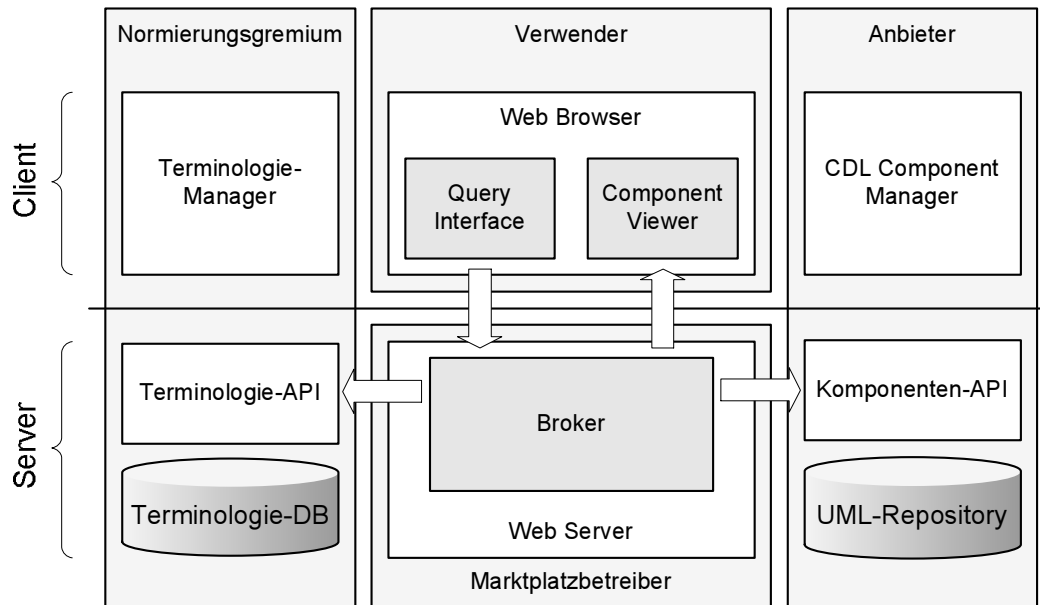 Normierungsgremium
Verwender
Anbieter
Client
Terminologie-
Manager
Web Browser
Query
Interface
Component
Viewer
CDL Component
Manager
Server
Terminologie-API
Terminologie-DB
Broker
Web Server
Marktplatzbetreiber
Komponenten-API
UML-Repository